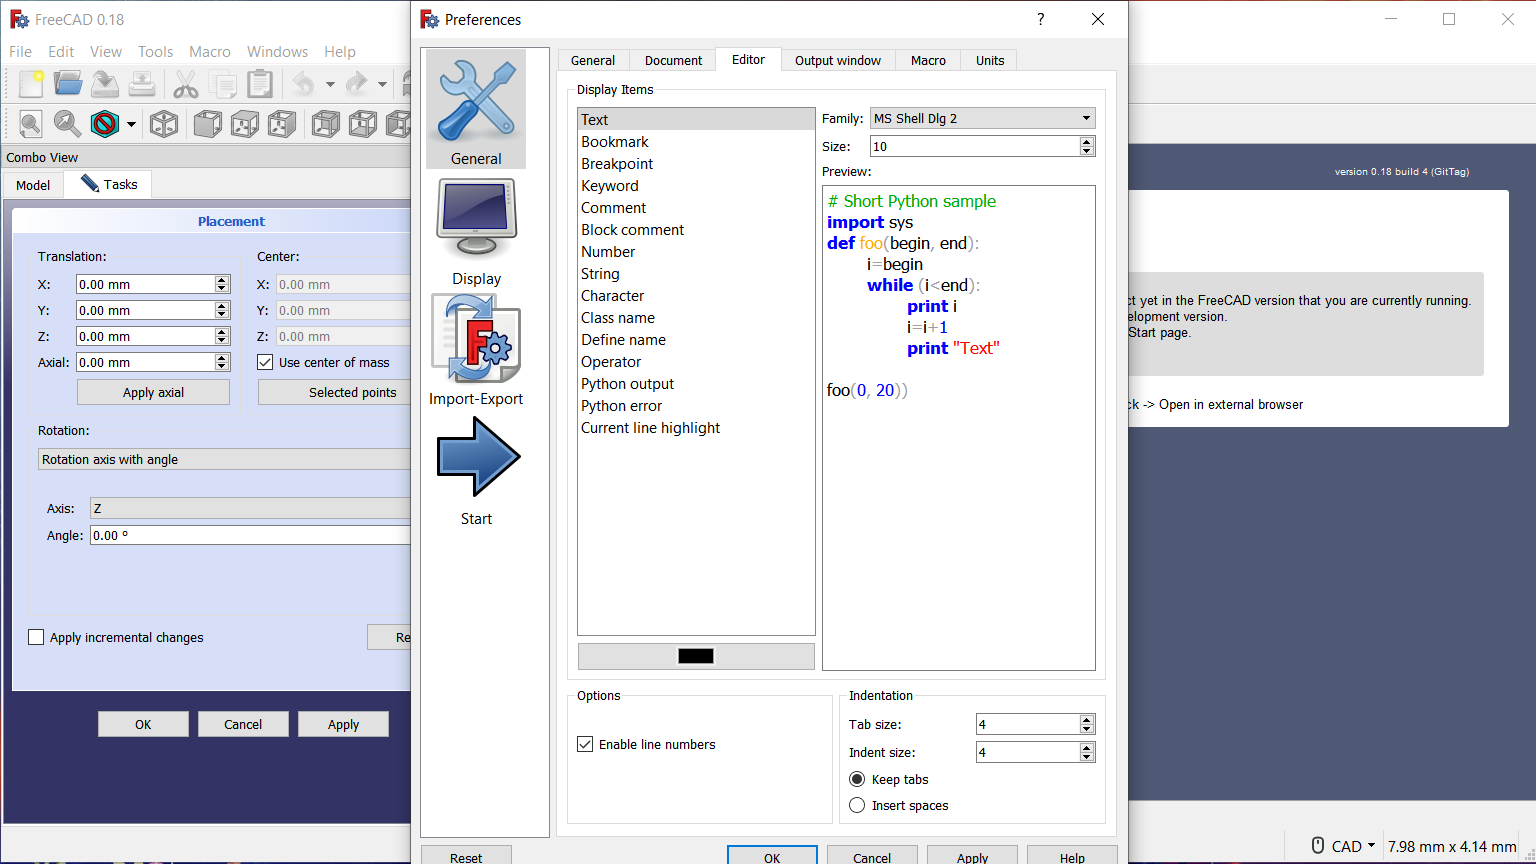 FreeCAD 0.18
File Edit View Tools Macro Windows Help
Combo View
Model Tasks
Placement
Translation: Center:
X: 0.00 mm X: 0.00 mm
Y: 0.00 mm Y: 0.00 mm
Z: 0.00 mm Z: 0.00 mm
Axial: 0.00 mm Use center of mass
Apply axial Selected points
Rotation:
Rotation axis with angle
Axis: Z
Angle: 0.00 °
Apply incremental changes Re
OK Cancel Apply
Preferences ?
General
Display
Import-Export
Start
General Document Editor Output window Macro Units
Display Items
Text
Bookmark
Breakpoint
Keyword
Comment
Block comment
Number
String
Character
Class name
Define name
Operator
Python output
Python error
Current line highlight
Family: MS Shell Dlg 2
Size: 10
Preview:
# Short Python sample
import sys
def foo(begin, end):
i=begin
while (i<end):
print i
i=i+1
print "Text"
foo(0, 20))
Options
Enable line numbers
Indentation
Tab size: 4
Indent size: 4
Keep tabs
Insert spaces
Reset OK Cancel Apply Help
version 0.18 build 4 (GitTag)
ct yet in the FreeCAD version that you are currently running.
elopment version.
Start page.
ck -> Open in external browser
CAD 7.98 mm x 4.14 mm